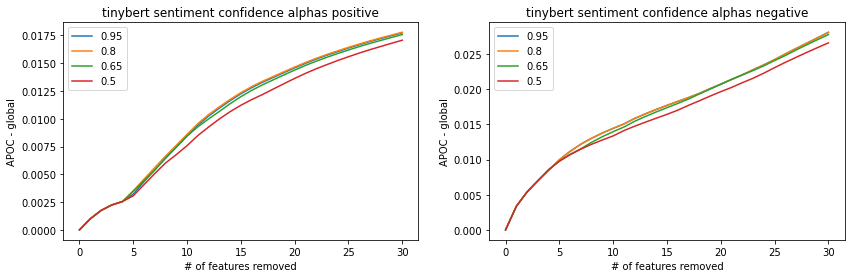 tinybert sentiment confidence alphas positive
0.0175
0.0150
0.0125
0.0100
0.0075
0.0050
0.0025
0.0000
APOC - global
0.95
0.8
0.65
0.5
0 5 10 15 20 25 30
# of features removed
tinybert sentiment confidence alphas negative
0.025
0.020
0.015
0.010
0.005
0.000
APOC - global
0.95
0.8
0.65
0.5
0 5 10 15 20 25 30
# of features removed